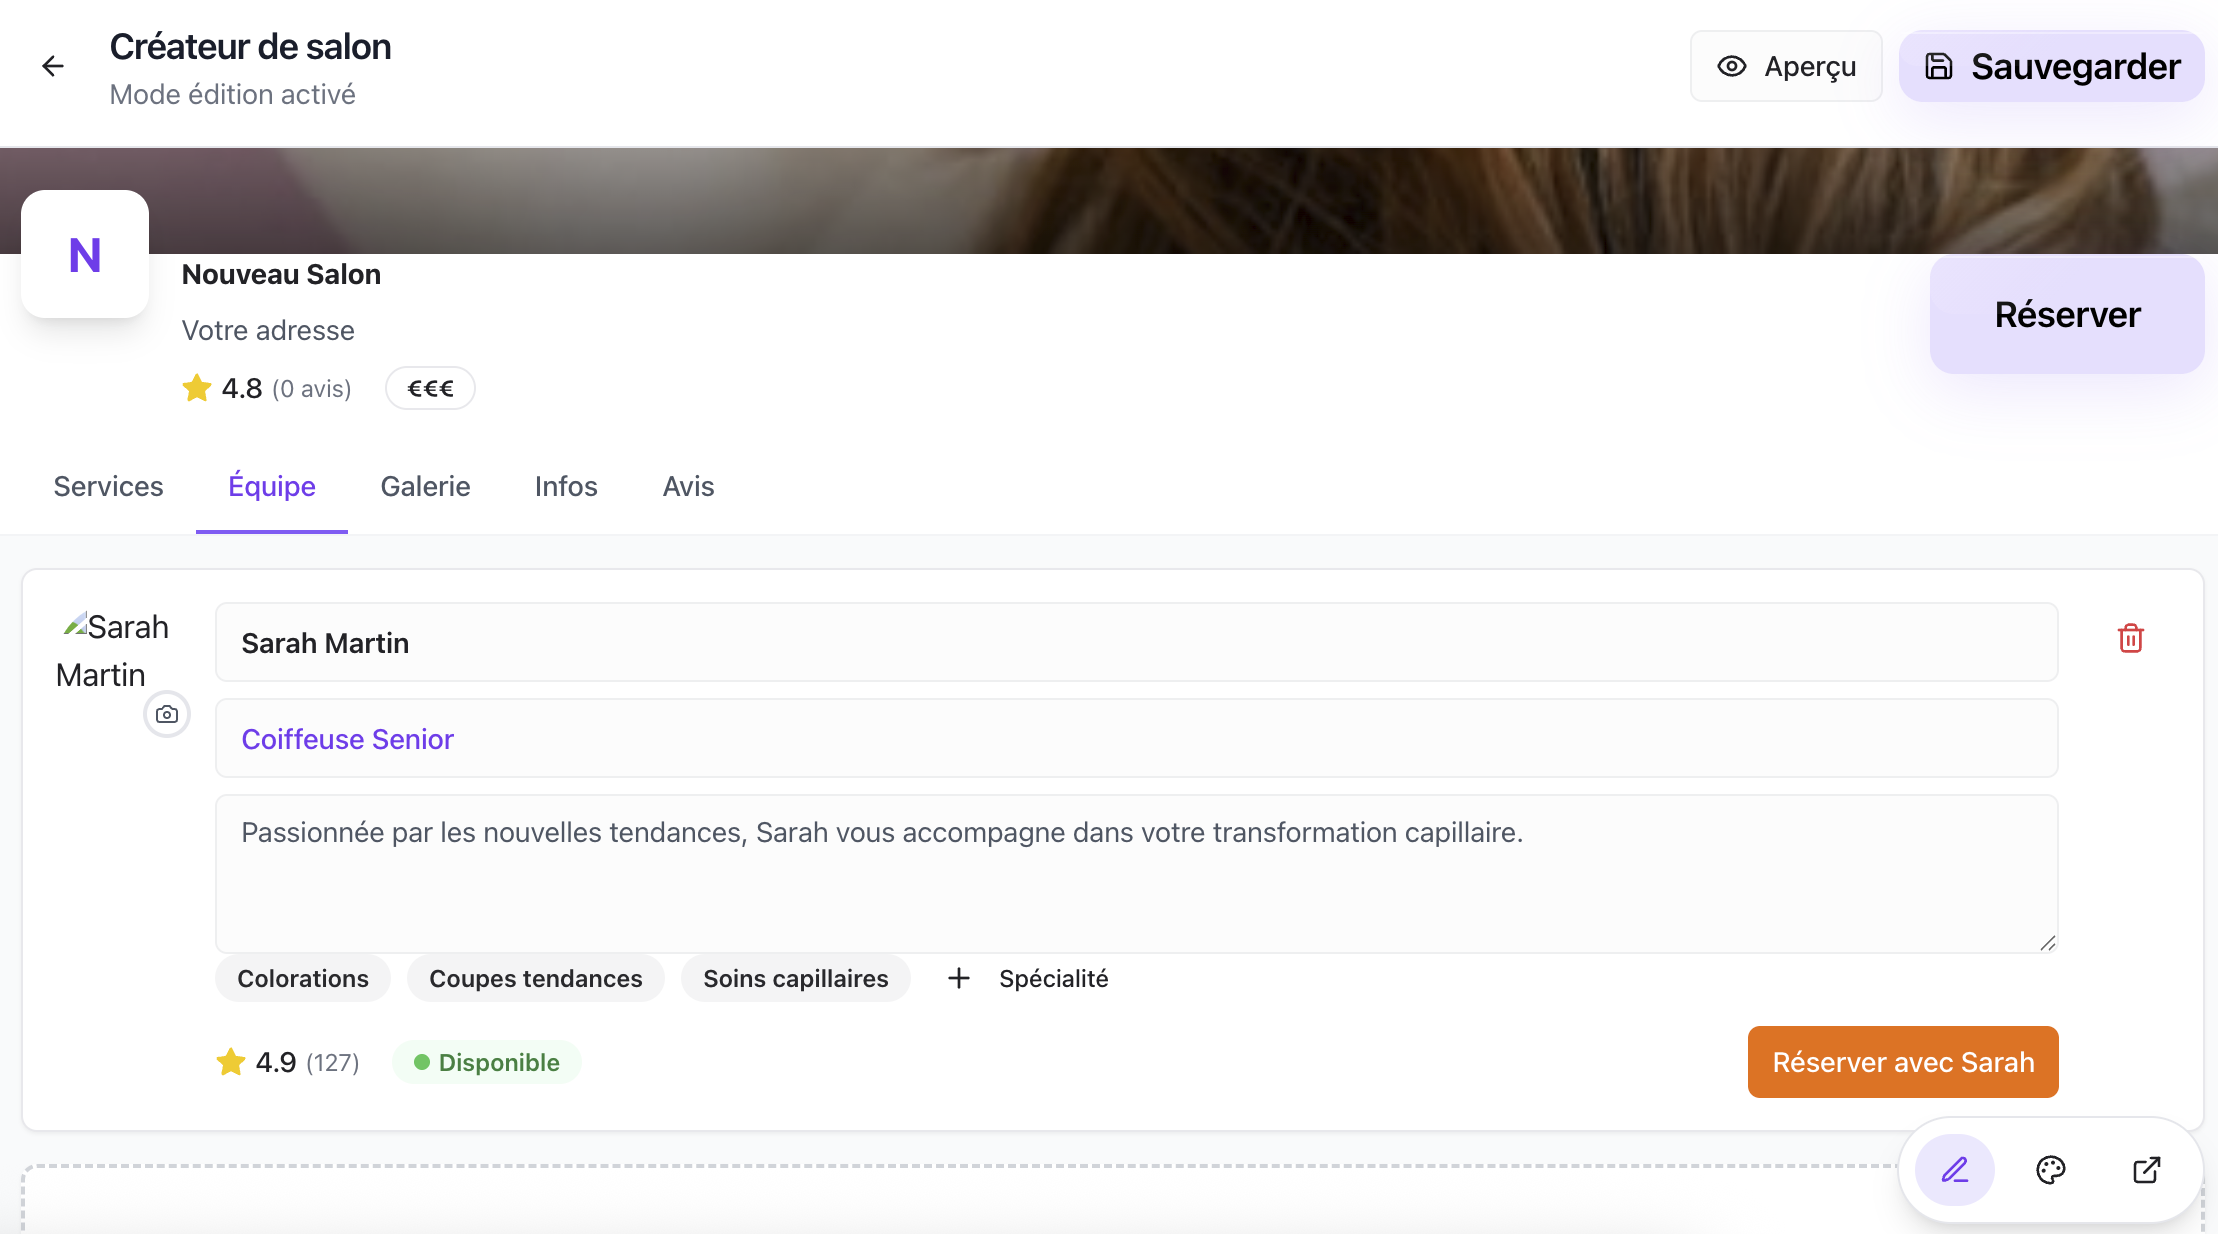 Créateur de salon
Mode édition activé
Aperçu
Sauvegarder
N
Nouveau Salon
Votre adresse
4.8 (0 avis) €€€
Réserver
Services Équipe Galerie Infos Avis
Sarah Martin
Sarah Martin
Coiffeuse Senior
Passionnée par les nouvelles tendances, Sarah vous accompagne dans votre transformation capillaire.
Colorations Coupes tendances Soins capillaires + Spécialité
4.9 (127) Disponible
Réserver avec Sarah